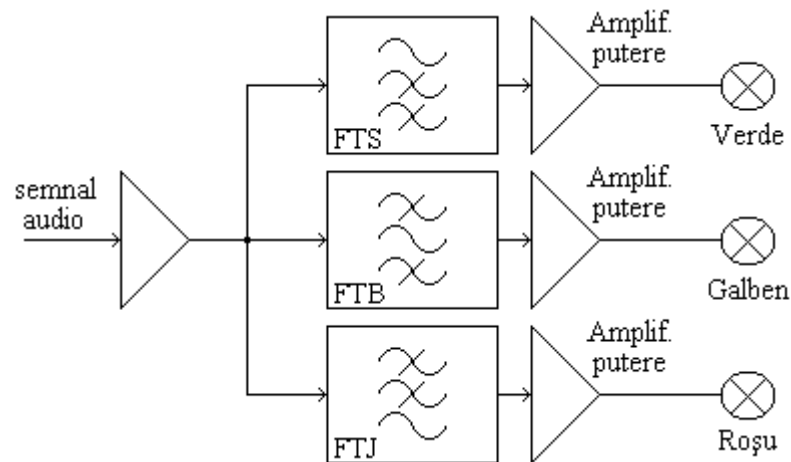 Amplif.
putere
FTS
Verde
semnal
audio
Amplif.
putere
FTB
Galben
Amplif.
putere
FTJ
Roşu